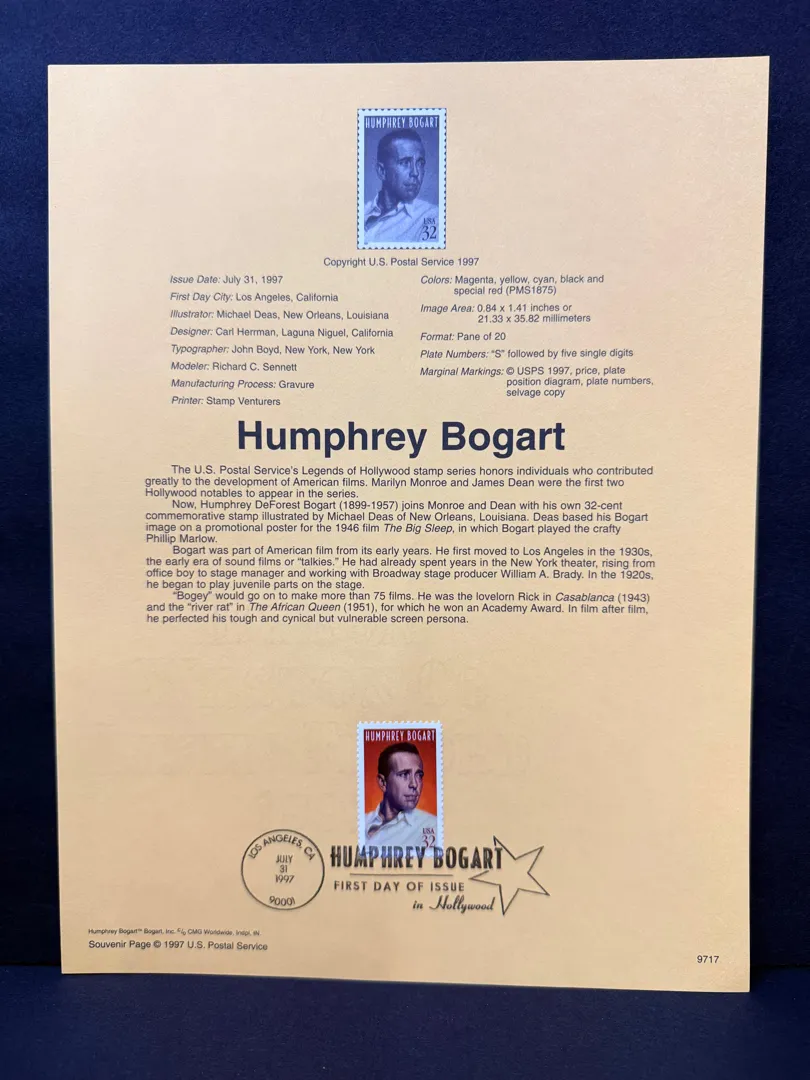 HUMPHREY BOGART
USA
32
Copyright U.S. Postal Service 1997
Issue Date: July 31, 1997
First Day City: Los Angeles, California
Illustrator: Michael Deas, New Orleans, Louisiana
Designer: Carl Herrman, Laguna Niguel, California
Typographer: John Boyd, New York, New York
Modeler: Richard C. Sennett
Manufacturing Process: Gravure
Printer: Stamp Venturers
Colors: Magenta, yellow, cyan, black and
special red (PMS1875)
Image Area: 0.84 x 1.41 inches or
21.33 x 35.82 millimeters
Format: Pane of 20
Plate Numbers: "S" followed by five single digits
Marginal Markings: © USPS 1997, price, plate
position diagram, plate numbers,
selvage copy
Humphrey Bogart
The U.S. Postal Service's Legends of Hollywood stamp series honors individuals who contributed
greatly to the development of American films. Marilyn Monroe and James Dean were the first two
Hollywood notables to appear in the series.
Now, Humphrey DeForest Bogart (1899-1957) joins Monroe and Dean with his own 32-cent
commemorative stamp illustrated by Michael Deas of New Orleans, Louisiana. Deas based his Bogart
image on a promotional poster for the 1946 film The Big Sleep, in which Bogart played the crafty
Phillip Marlow.
Bogart was part of American film from its early years. He first moved to Los Angeles in the 1930s,
the early era of sound films or "talkies." He had already spent years in the New York theater, rising from
office boy to stage manager and working with Broadway stage producer William A. Brady. In the 1920s,
he began to play juvenile parts on the stage.
"Bogey" would go on to make more than 75 films. He was the lovelorn Rick in Casablanca (1943)
and the "river rat" in The African Queen (1951), for which he won an Academy Award. In film after film,
he perfected his tough and cynical but vulnerable screen persona.
HUMPHREY BOGART
USA
32
LOS ANGELES, CA
JULY
31
1997
90001
HUMPHREY BOGART
FIRST DAY OF ISSUE
in Hollywood
Humphrey Bogart™ Bogart, Inc. c/o CMG Worldwide, Indpl, IN.
Souvenir Page © 1997 U.S. Postal Service
9717